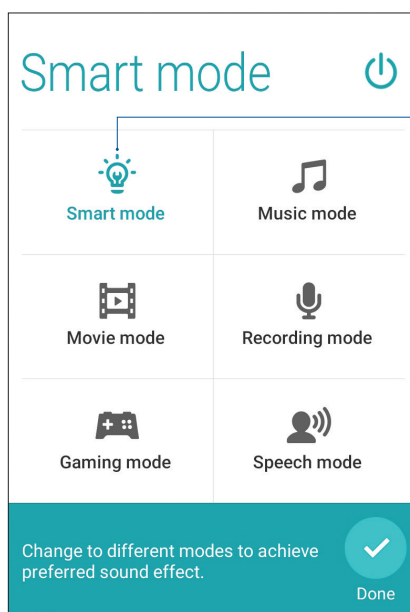 Smart mode
Smart mode
Music mode
Movie mode
Recording mode
Gaming mode
Speech mode
Change to different modes to achieve
preferred sound effect.
Done